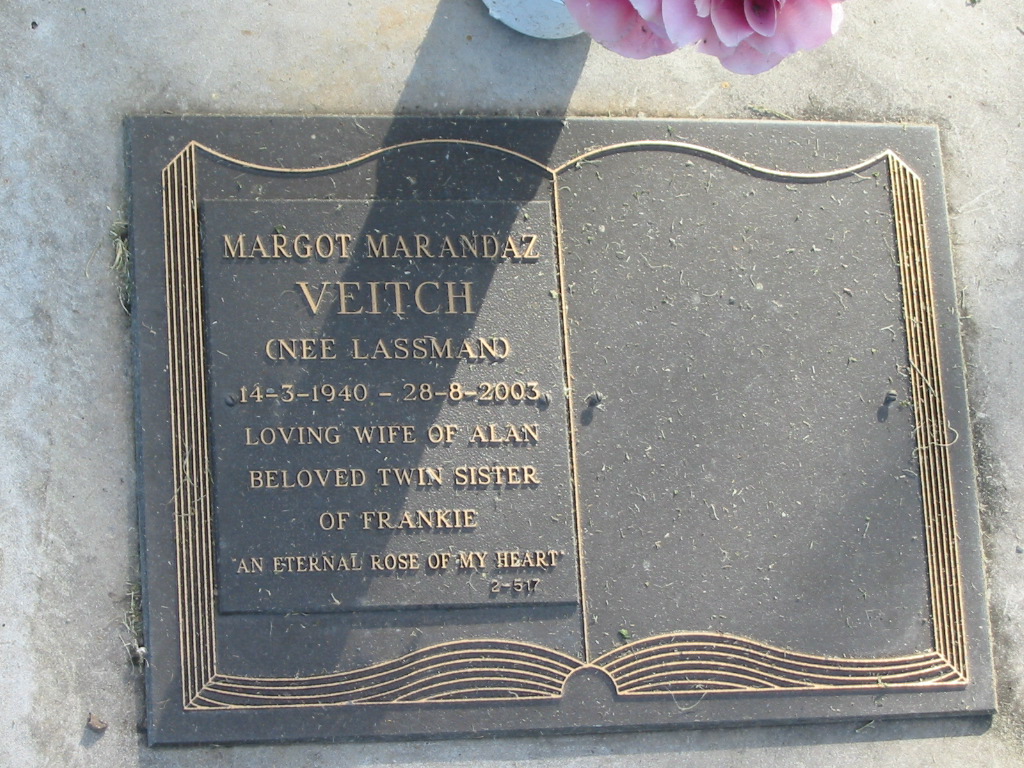 MARGOT MARANDAZ
VEITCH
(NEE LASSMAN)
14-3-1940 - 28-8-2003
LOVING WIFE OF ALAN
BELOVED TWIN SISTER
OF FRANKIE
"AN ETERNAL ROSE OF MY HEART"
2-517